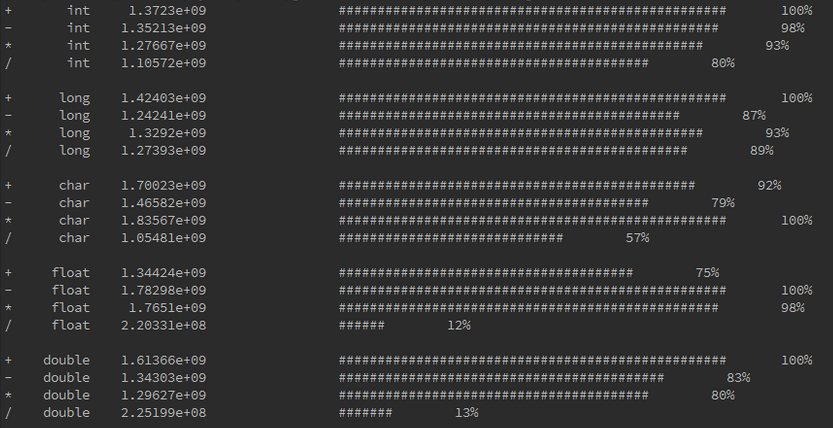 + int 1.3723e+09 ################################################## 100%
- int 1.35213e+09 ################################################# 98%
* int 1.27667e+09 ############################################### 93%
/ int 1.10572e+09 ######################################## 80%
+ long 1.42403e+09 ################################################## 100%
- long 1.24241e+09 ############################################ 87%
* long 1.3292e+09 ############################################### 93%
/ long 1.27393e+09 ############################################# 89%
+ char 1.70023e+09 ############################################## 92%
- char 1.46582e+09 ######################################## 79%
* char 1.83567e+09 ################################################## 100%
/ char 1.05481e+09 ############################# 57%
+ float 1.34424e+09 ###################################### 75%
- float 1.78298e+09 ################################################## 100%
* float 1.7651e+09 ################################################# 98%
/ float 2.20331e+08 ###### 12%
+ double 1.61366e+09 ################################################## 100%
- double 1.34303e+09 ########################################## 83%
* double 1.29627e+09 ######################################## 80%
/ double 2.25199e+08 ####### 13%